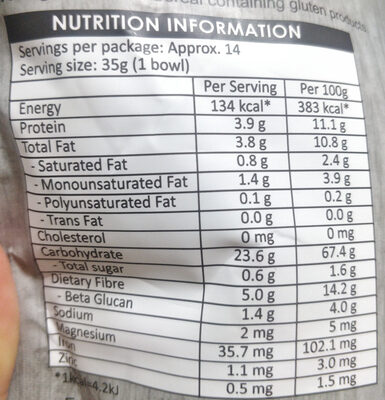 cereal containing gluten products
NUTRITION INFORMATION
Servings per package: Approx. 14
Serving size: 35g (1 bowl)
Per Serving Per 100g
Energy 134 kcal* 383 kcal*
Protein 3.9 g 11.1 g
Total Fat 3.8 g 10.8 g
- Saturated Fat 0.8 g 2.4 g
- Monounsaturated Fat 1.4 g 3.9 g
- Polyunsaturated Fat 0.1 g 0.2 g
- Trans Fat 0.0 g 0.0 g
Cholesterol 0 mg 0 mg
Carbohydrate 23.6 g 67.4 g
- Total sugar 0.6 g 1.6 g
Dietary Fibre 5.0 g 14.2 g
- Beta Glucan 1.4 g 4.0 g
Sodium 2 mg 5 mg
Magnesium 35.7 mg 102.1 mg
Iron 1.1 mg 3.0 mg
Zinc 0.5 mg 1.5 mg
*1kcal=4.2kJ